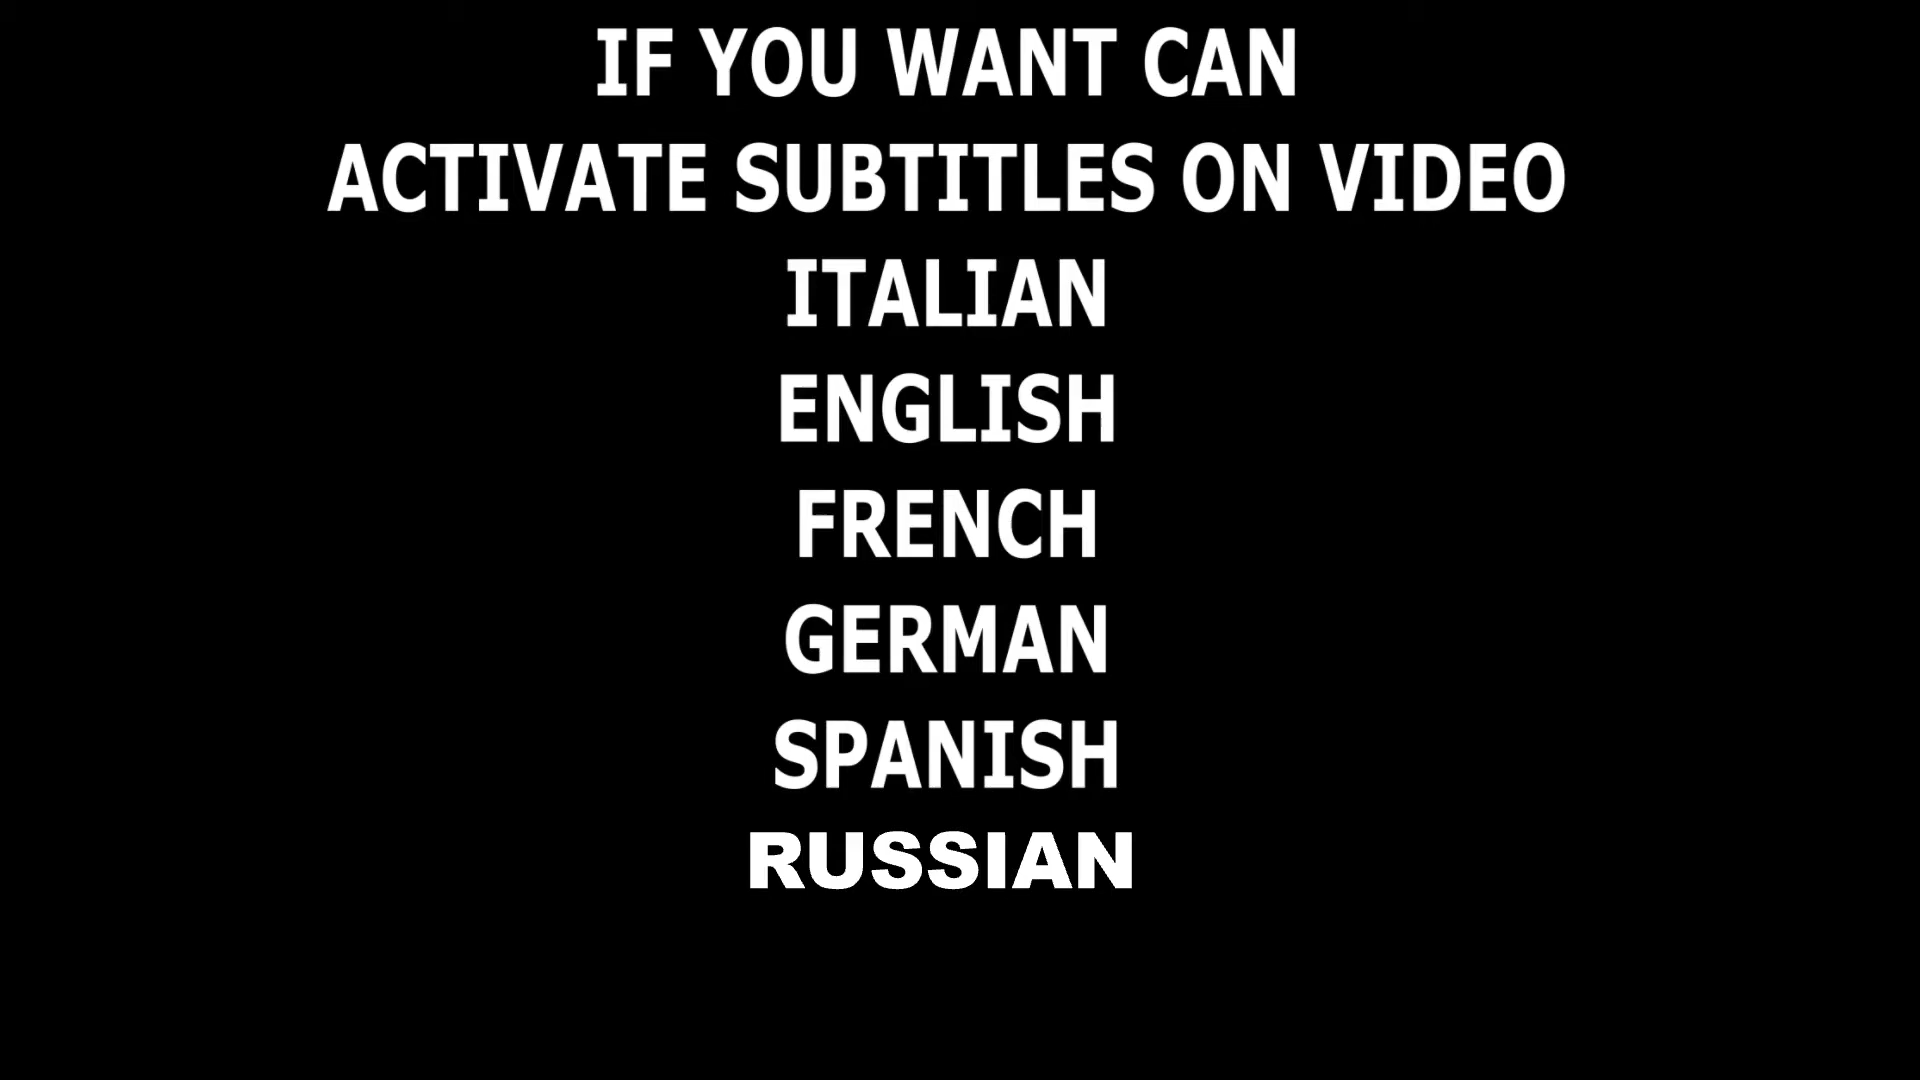 IF YOU WANT CAN
ACTIVATE SUBTITLES ON VIDEO
ITALIAN
ENGLISH
FRENCH
GERMAN
SPANISH
RUSSIAN